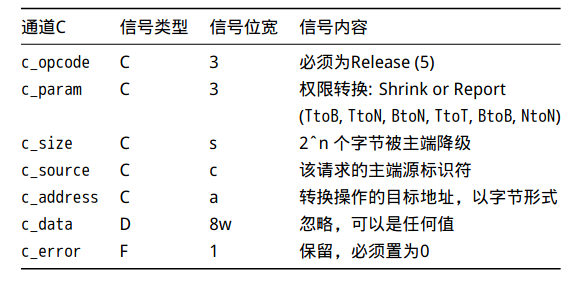 通道C 信号类型 信号位宽 信号内容
c_opcode C 3 必须为Release (5)
c_param C 3 权限转换: Shrink or Report
(TtoB, TtoN, BtoN, TtoT, BtoB, NtoN)
c_size C s 2^n 个字节被主端降级
c_source C c 该请求的主端源标识符
c_address C a 转换操作的目标地址，以字节形式
c_data D 8w 忽略，可以是任何值
c_error F 1 保留，必须置为0